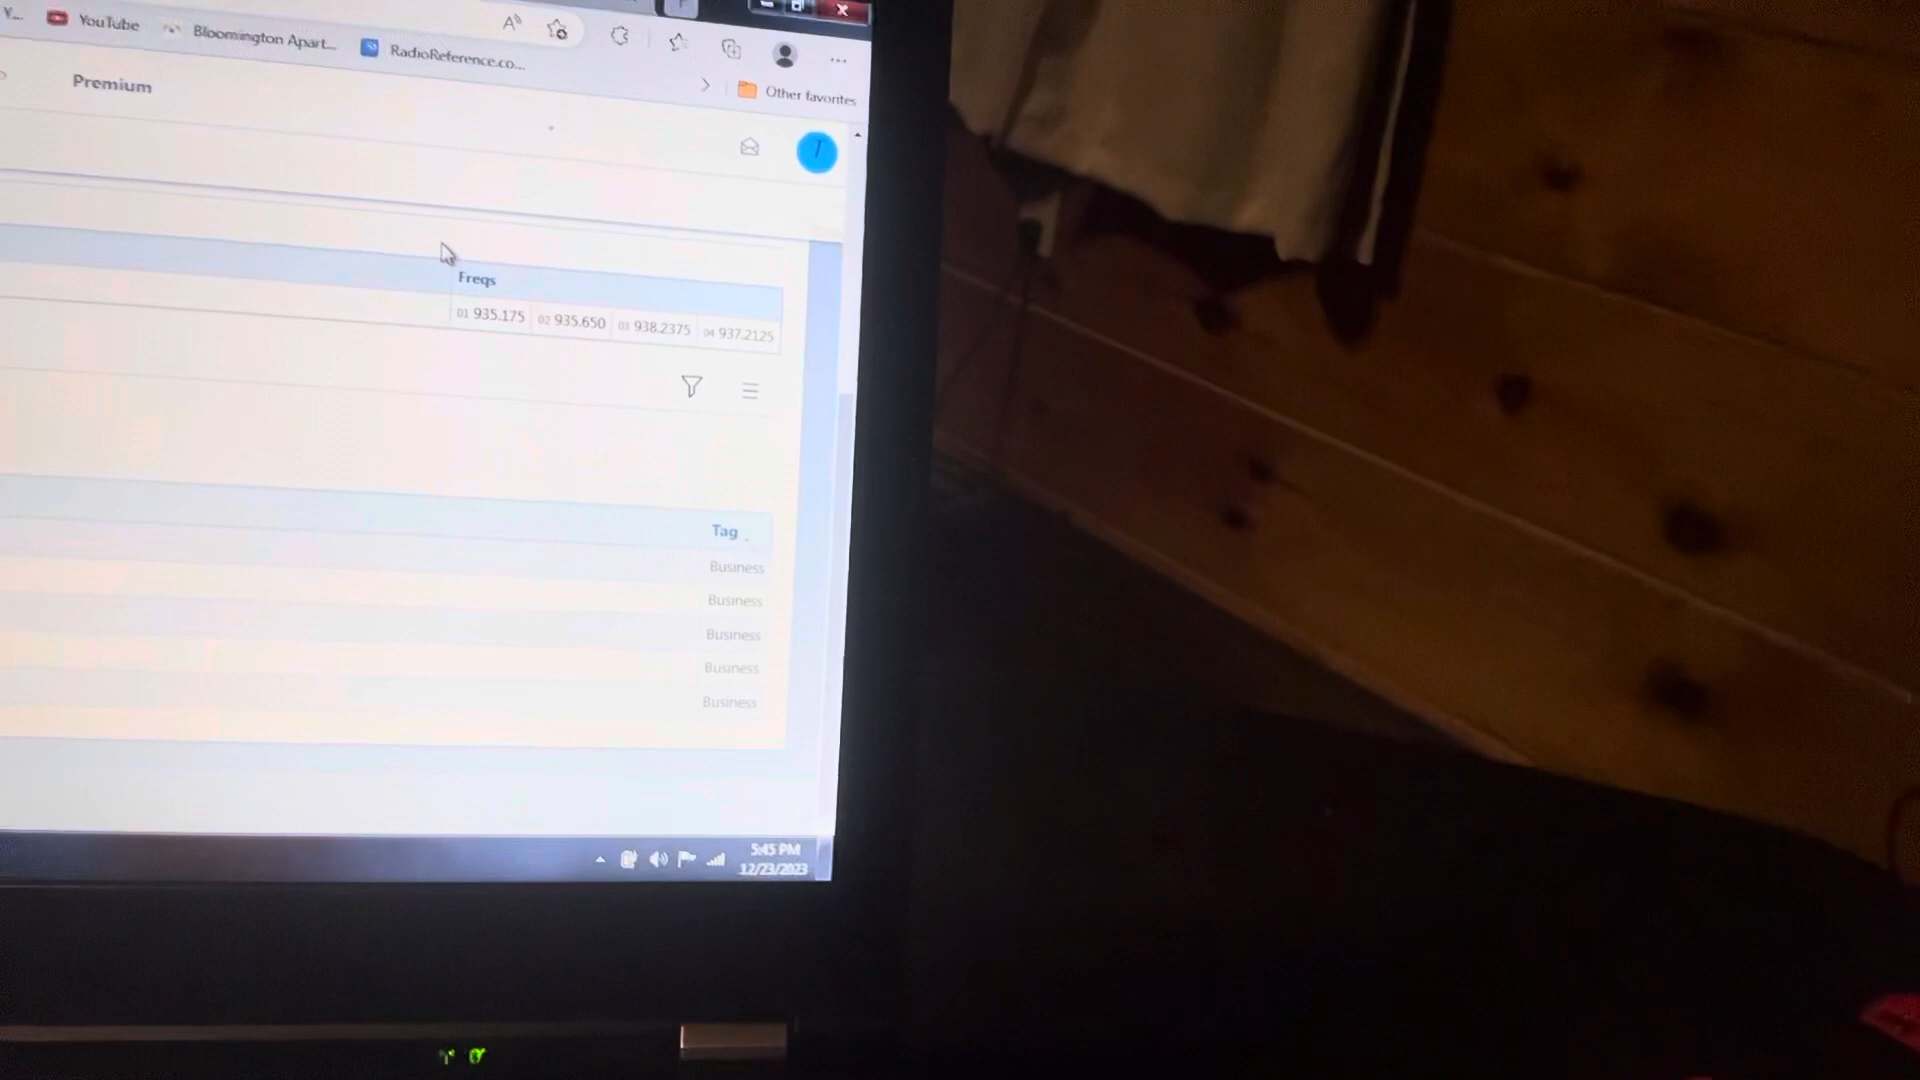 Y...
YouTube
Bloomington Apart...
RadioReference.co...
Other favorites
Premium
Freqs
01 935.175 02 935.650 03 938.2375 04 937.2125
Tag
Business
Business
Business
Business
Business
5:45 PM
12/23/2023